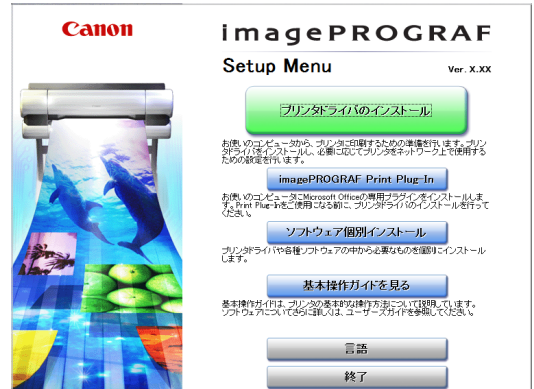 Canon
imagePROGRAF
Setup Menu
Ver. X.XX
プリンタドライバのインストール
お使いのコンピュータから、プリンタに印刷するための準備を行います。プリン
タドライバをインストールし、必要に応じてプリンタをネットワーク上で使用する
ための設定を行います。
imagePROGRAF Print Plug-In
お使いのコンピュータにMicrosoft Officeの専用プラグインをインストールしま
す。Print Plug-Inをご使用になる前に、プリンタドライバのインストールを行って
ください。
ソフトウェア個別インストール
プリンタドライバや各種ソフトウェアの中から必要なものを個別にインストール
します。
基本操作ガイドを見る
基本操作ガイドは、プリンタの基本的な操作方法について説明しています。
ソフトウェアについてさらに詳しくは、ユーザーズガイドを参照してください。
言語
終了